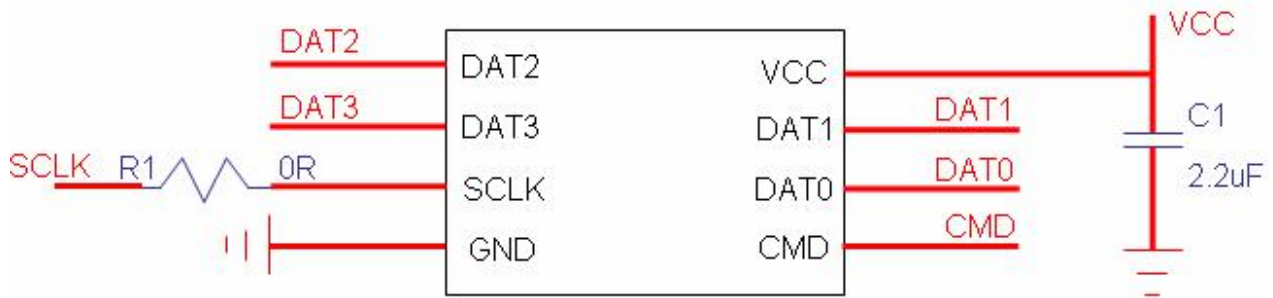 DAT2
DAT3
SCLK R1 0R
DAT2 VCC
DAT3 DAT1
SCLK DAT0
GND CMD
DAT1
DAT0
CMD
VCC
C1
2.2uF